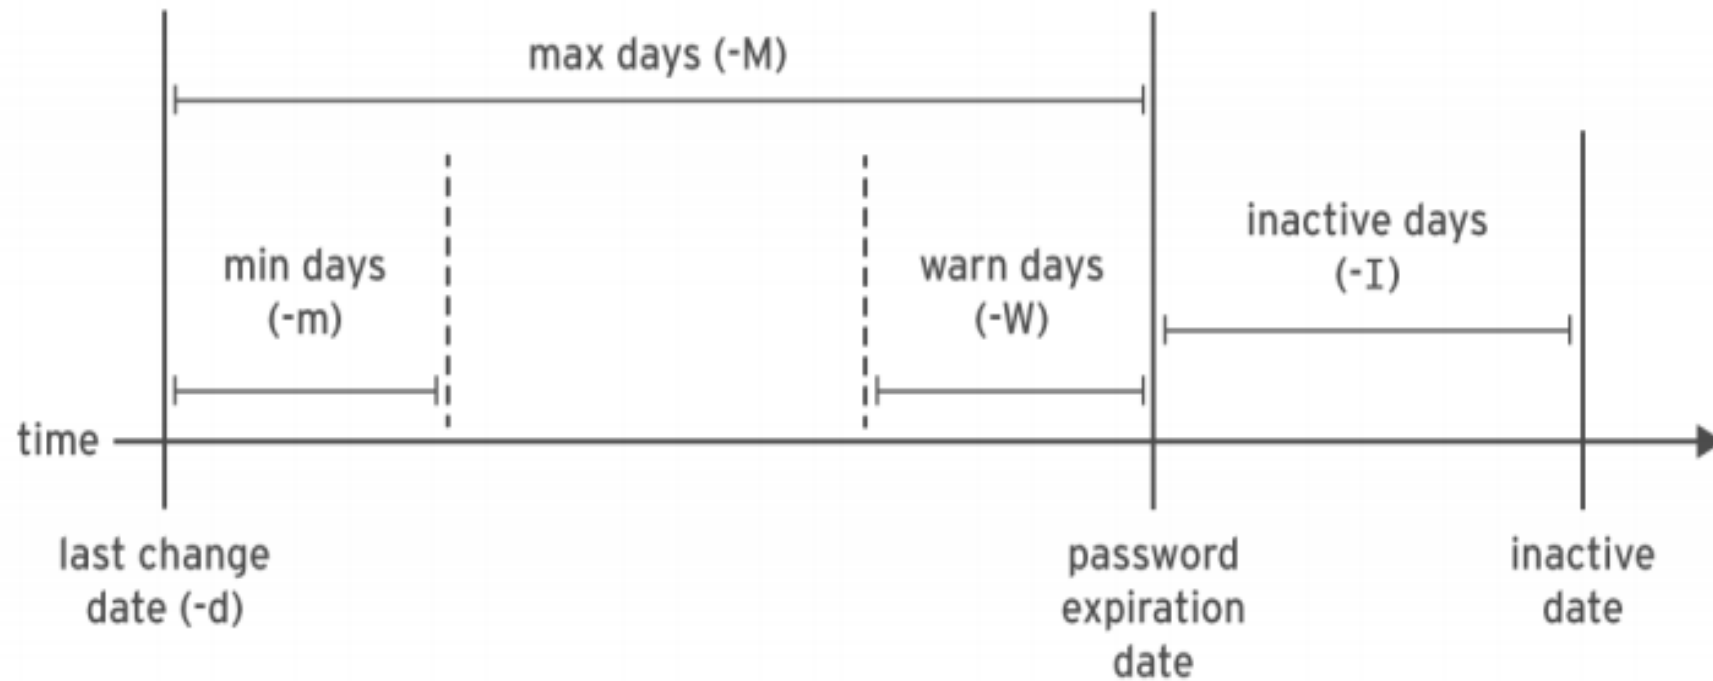 max days (-M)
min days
(-m)
warn days
(-W)
inactive days
(-I)
time
last change
date (-d)
password
expiration
date
inactive
date